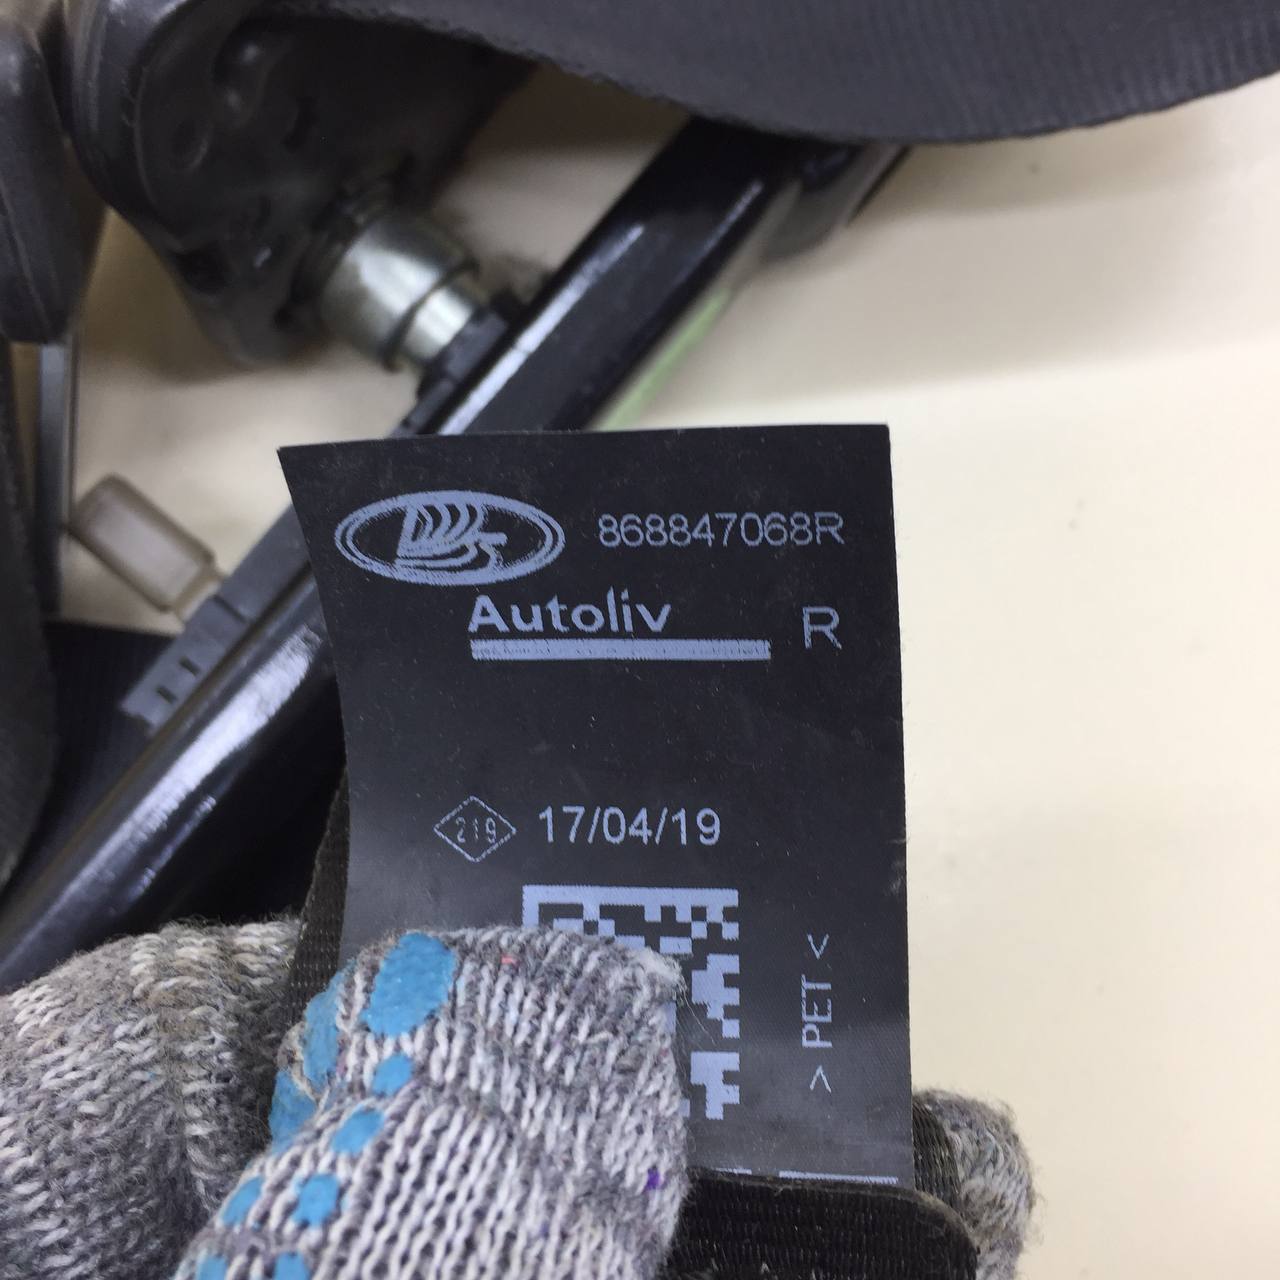 868847068R
Autoliv R
219 17/04/19
> PET <